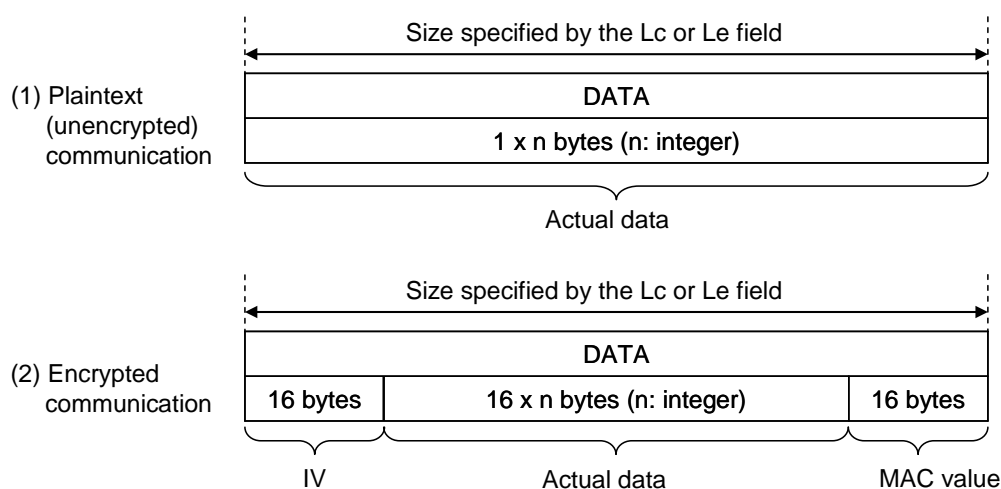 Size specified by the Lc or Le field
(1) Plaintext
(unencrypted)
communication
DATA
1 x n bytes (n: integer)
Actual data
Size specified by the Lc or Le field
(2) Encrypted
communication
DATA
16 bytes
16 x n bytes (n: integer)
16 bytes
IV
Actual data
MAC value